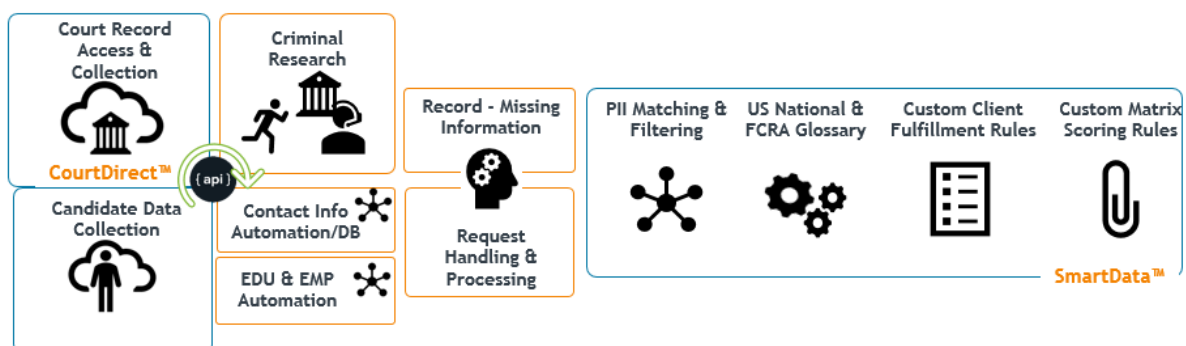 Court Record
Access &
Collection
CourtDirect™
Criminal
Research
{ api }
Candidate Data
Collection
Contact Info
Automation/DB
EDU & EMP
Automation
Record - Missing
Information
Request
Handling &
Processing
PII Matching &
Filtering
US National &
FCRA Glossary
Custom Client
Fulfillment Rules
Custom Matrix
Scoring Rules
SmartData™